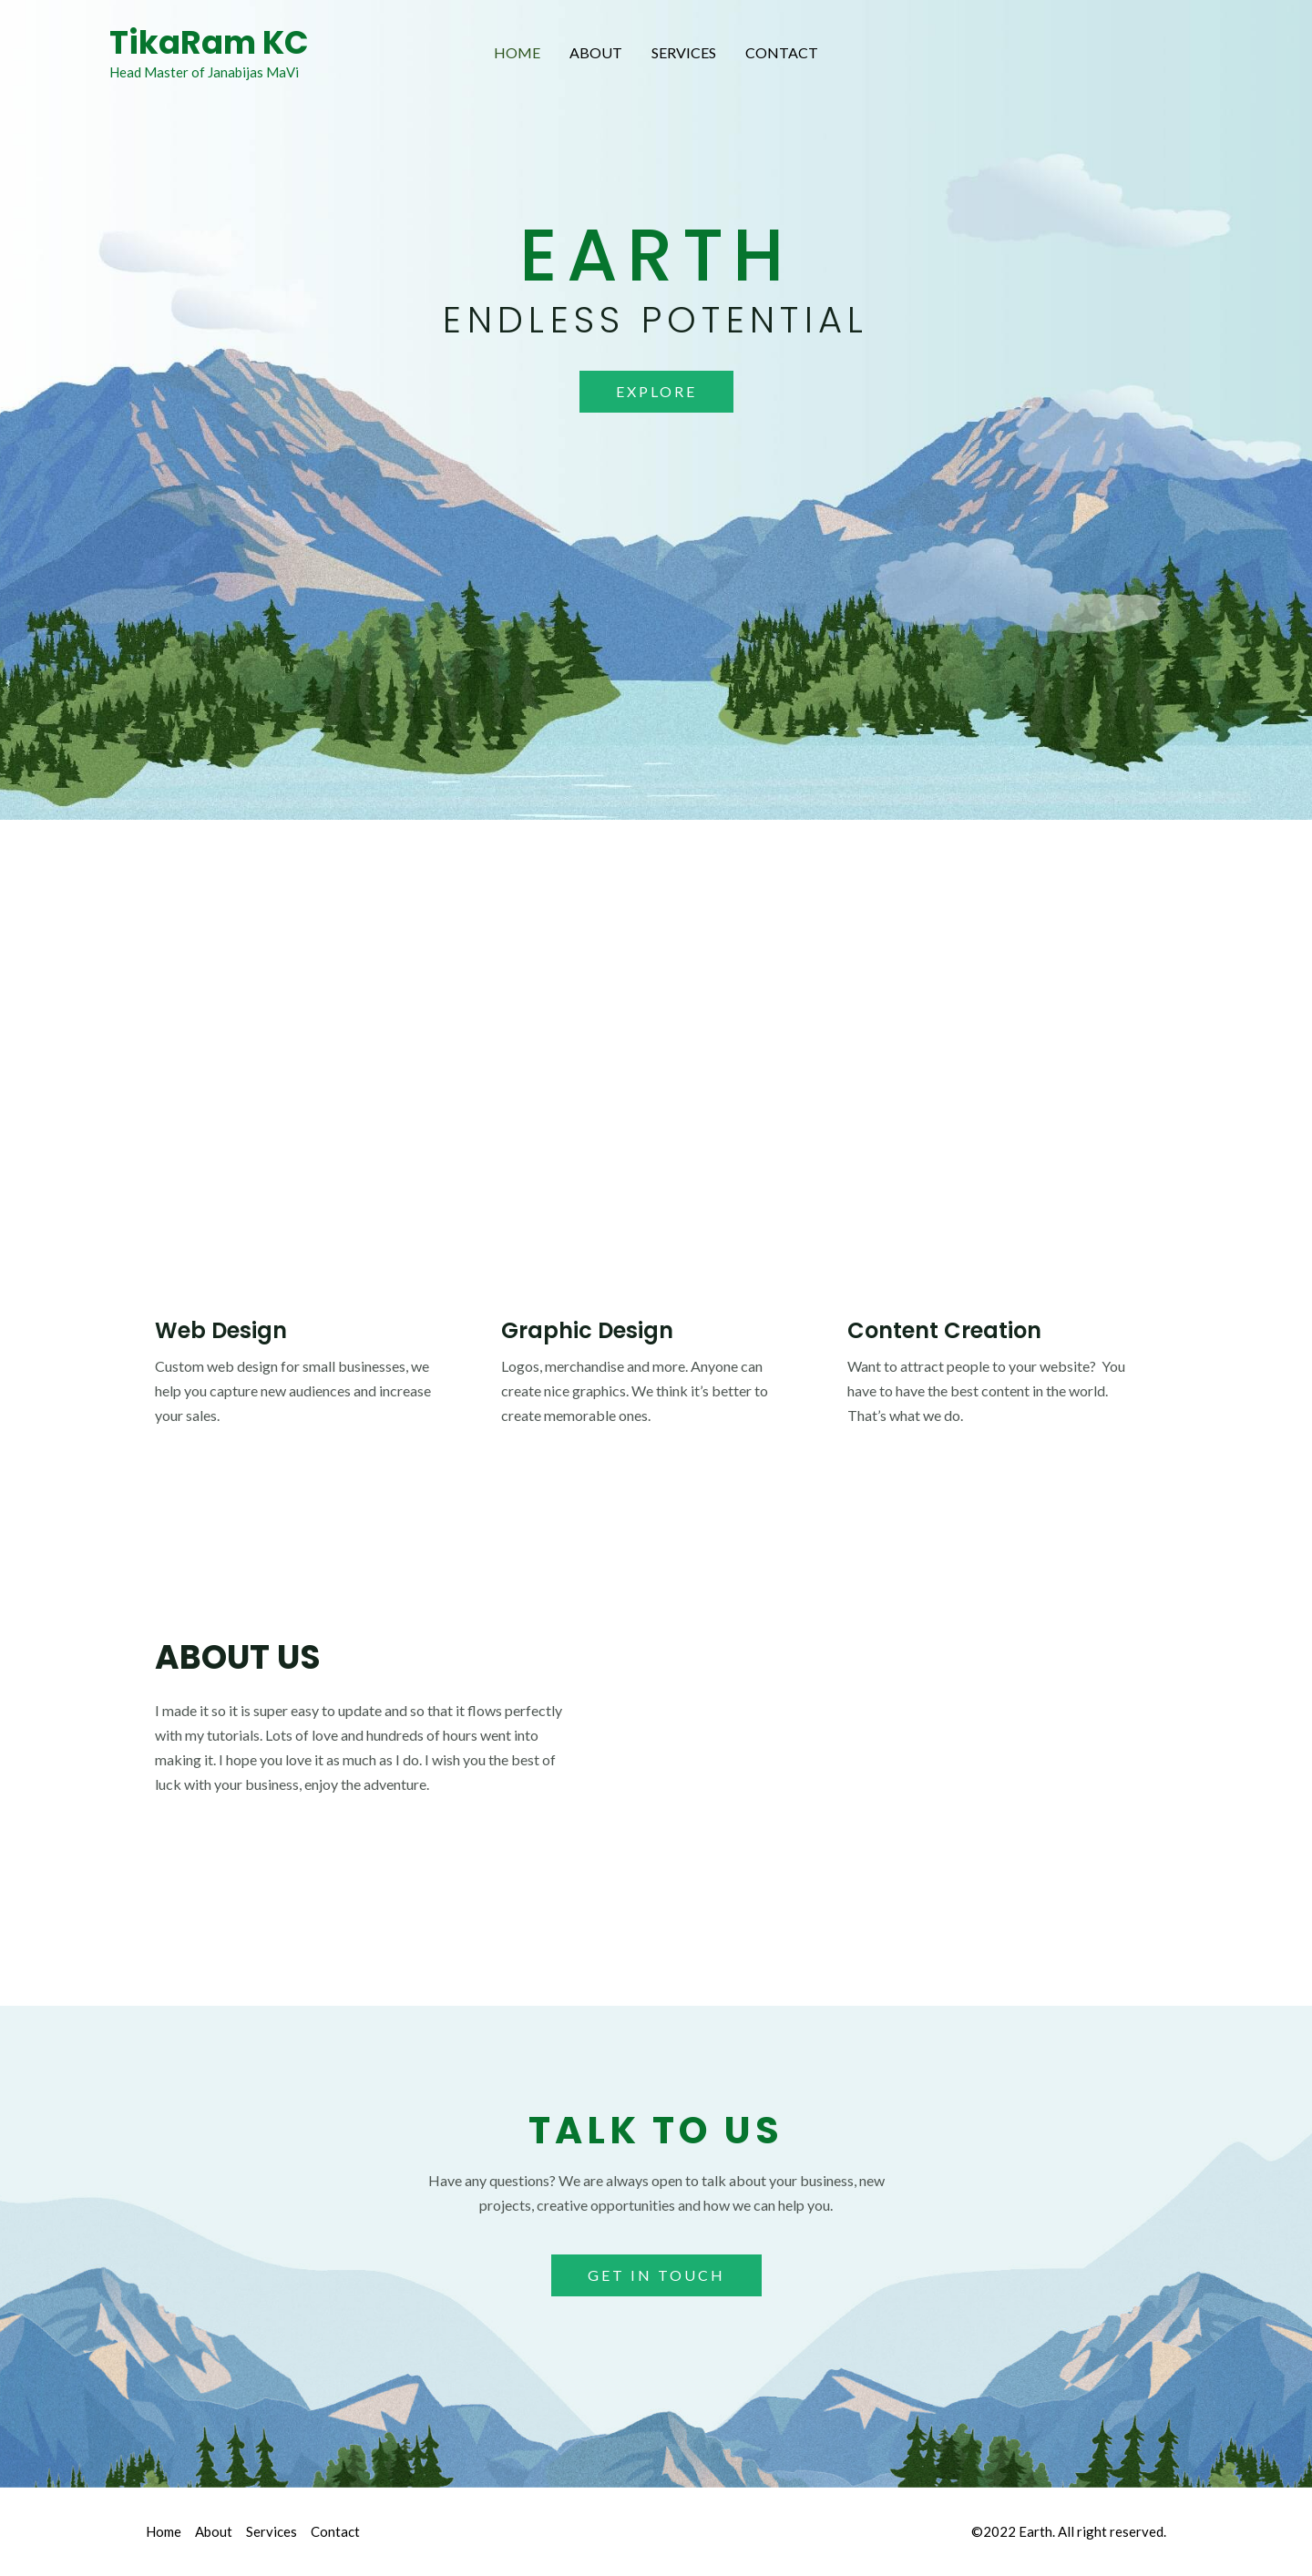 TikaRam KC
Head Master of Janabijas MaVi
HOME ABOUT SERVICES CONTACT
EARTH
ENDLESS POTENTIAL
EXPLORE
Web Design
Custom web design for small businesses, we
help you capture new audiences and increase
your sales.
Graphic Design
Logos, merchandise and more. Anyone can
create nice graphics. We think it’s better to
create memorable ones.
Content Creation
Want to attract people to your website?  You
have to have the best content in the world.
That’s what we do.
ABOUT US
I made it so it is super easy to update and so that it flows perfectly
with my tutorials. Lots of love and hundreds of hours went into
making it. I hope you love it as much as I do. I wish you the best of
luck with your business, enjoy the adventure.
TALK TO US
Have any questions? We are always open to talk about your business, new
projects, creative opportunities and how we can help you.
GET IN TOUCH
Home About Services Contact
©2022 Earth. All right reserved.